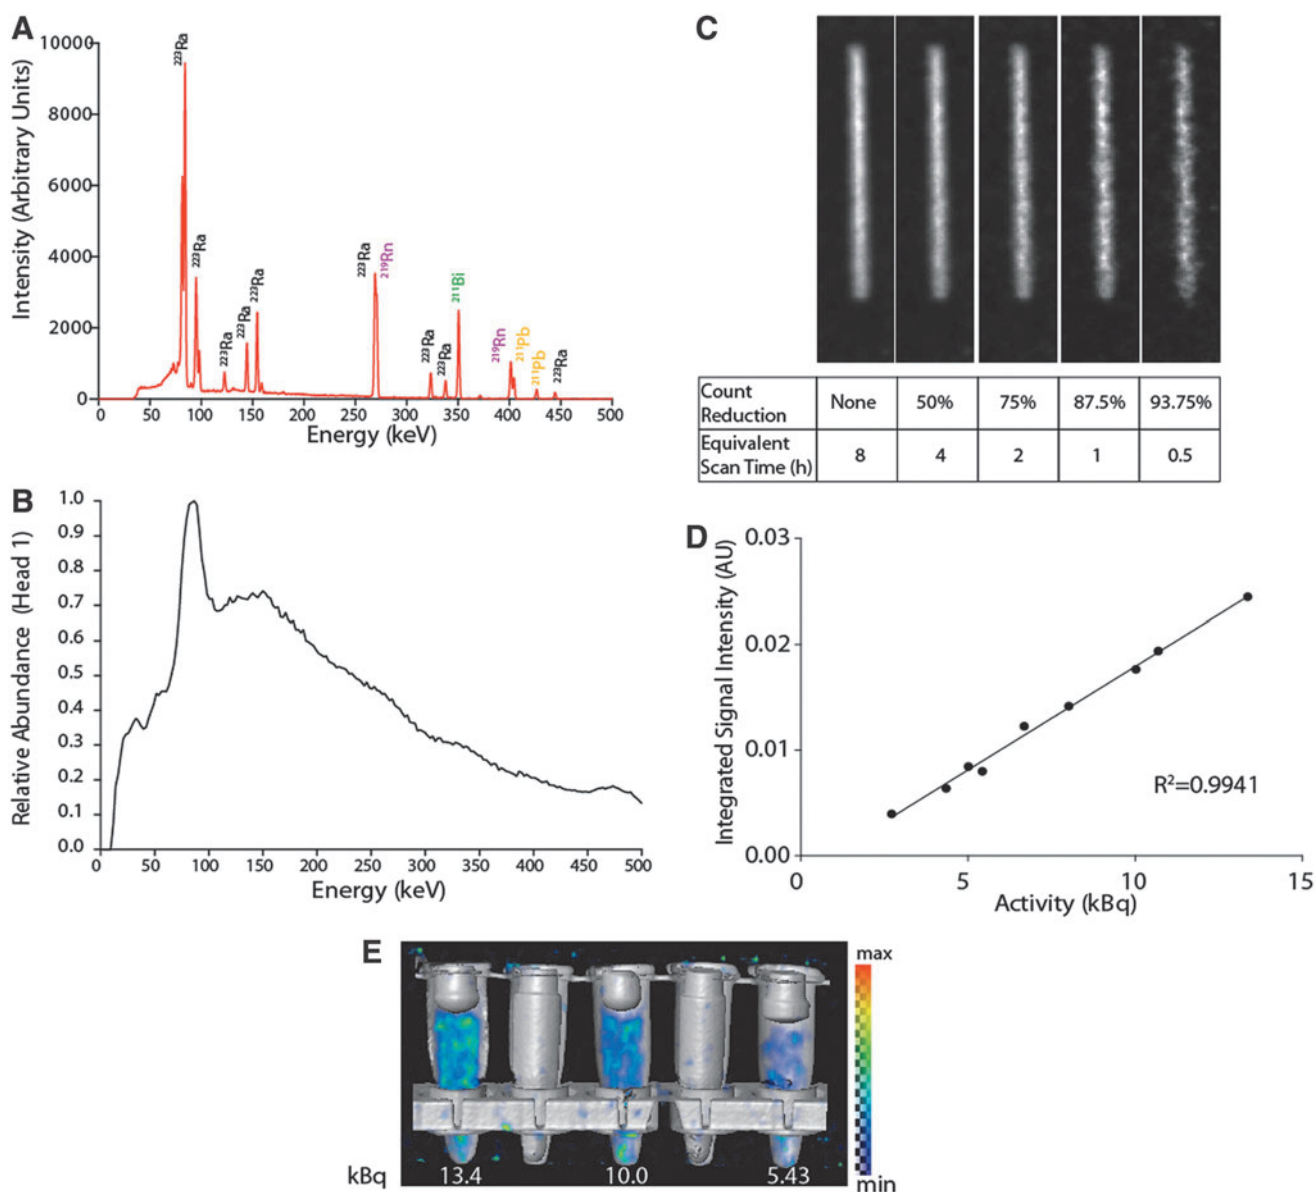 A
Intensity (Arbitrary Units)
10000
8000
6000
4000
2000
0
²²³Ra
²²³Ra
²²³Ra
²²³Ra
²²³Ra
²²³Ra
²¹⁹Rn
²²³Ra
²²³Ra
²¹¹Bi
²¹⁹Rn
²¹¹Pb
²¹¹Pb
²²³Ra
0 50 100 150 200 250 300 350 400 450 500
Energy (keV)
B
Relative Abundance (Head 1)
1.0
0.9
0.8
0.7
0.6
0.5
0.4
0.3
0.2
0.1
0.0
0 50 100 150 200 250 300 350 400 450 500
Energy (keV)
C
Count Reduction None 50% 75% 87.5% 93.75%
Equivalent Scan Time (h) 8 4 2 1 0.5
D
Integrated Signal Intensity (AU)
0.03
0.02
0.01
0.00
R²=0.9941
0 5 10 15
Activity (kBq)
E
max
min
kBq 13.4 10.0 5.43